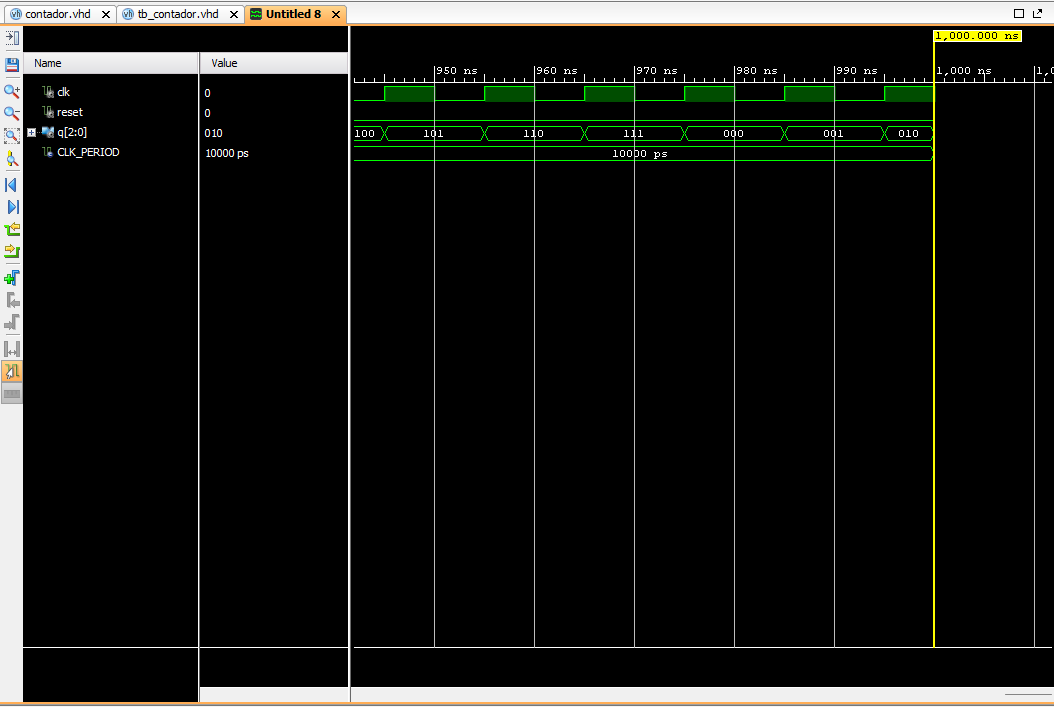 contador.vhd tb_contador.vhd Untitled 8
1,000.000 ns
Name Value
950 ns 960 ns 970 ns 980 ns 990 ns 1,000 ns 1,0
clk 0
reset 0
q[2:0] 010 100 101 110 111 000 001 010
CLK_PERIOD 10000 ps 10000 ps